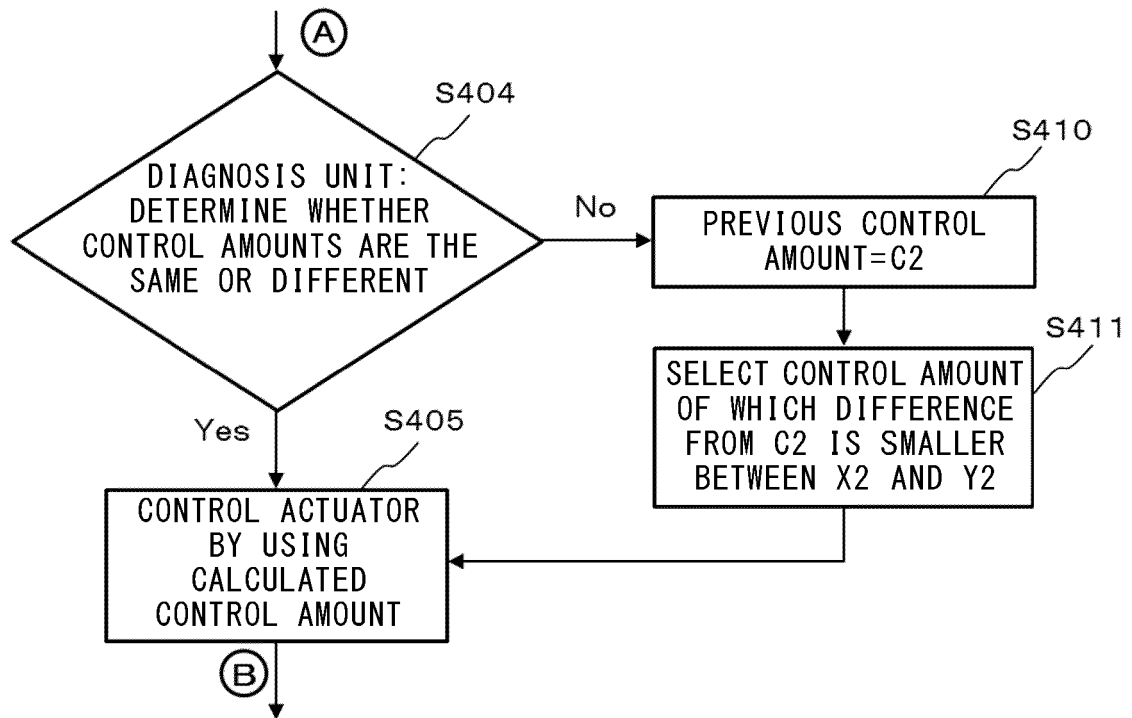 A
S404
DIAGNOSIS UNIT:
DETERMINE WHETHER
CONTROL AMOUNTS ARE THE
SAME OR DIFFERENT
No
S410
PREVIOUS CONTROL
AMOUNT=C2
S411
SELECT CONTROL AMOUNT
OF WHICH DIFFERENCE
FROM C2 IS SMALLER
BETWEEN X2 AND Y2
Yes
S405
CONTROL ACTUATOR
BY USING
CALCULATED
CONTROL AMOUNT
B